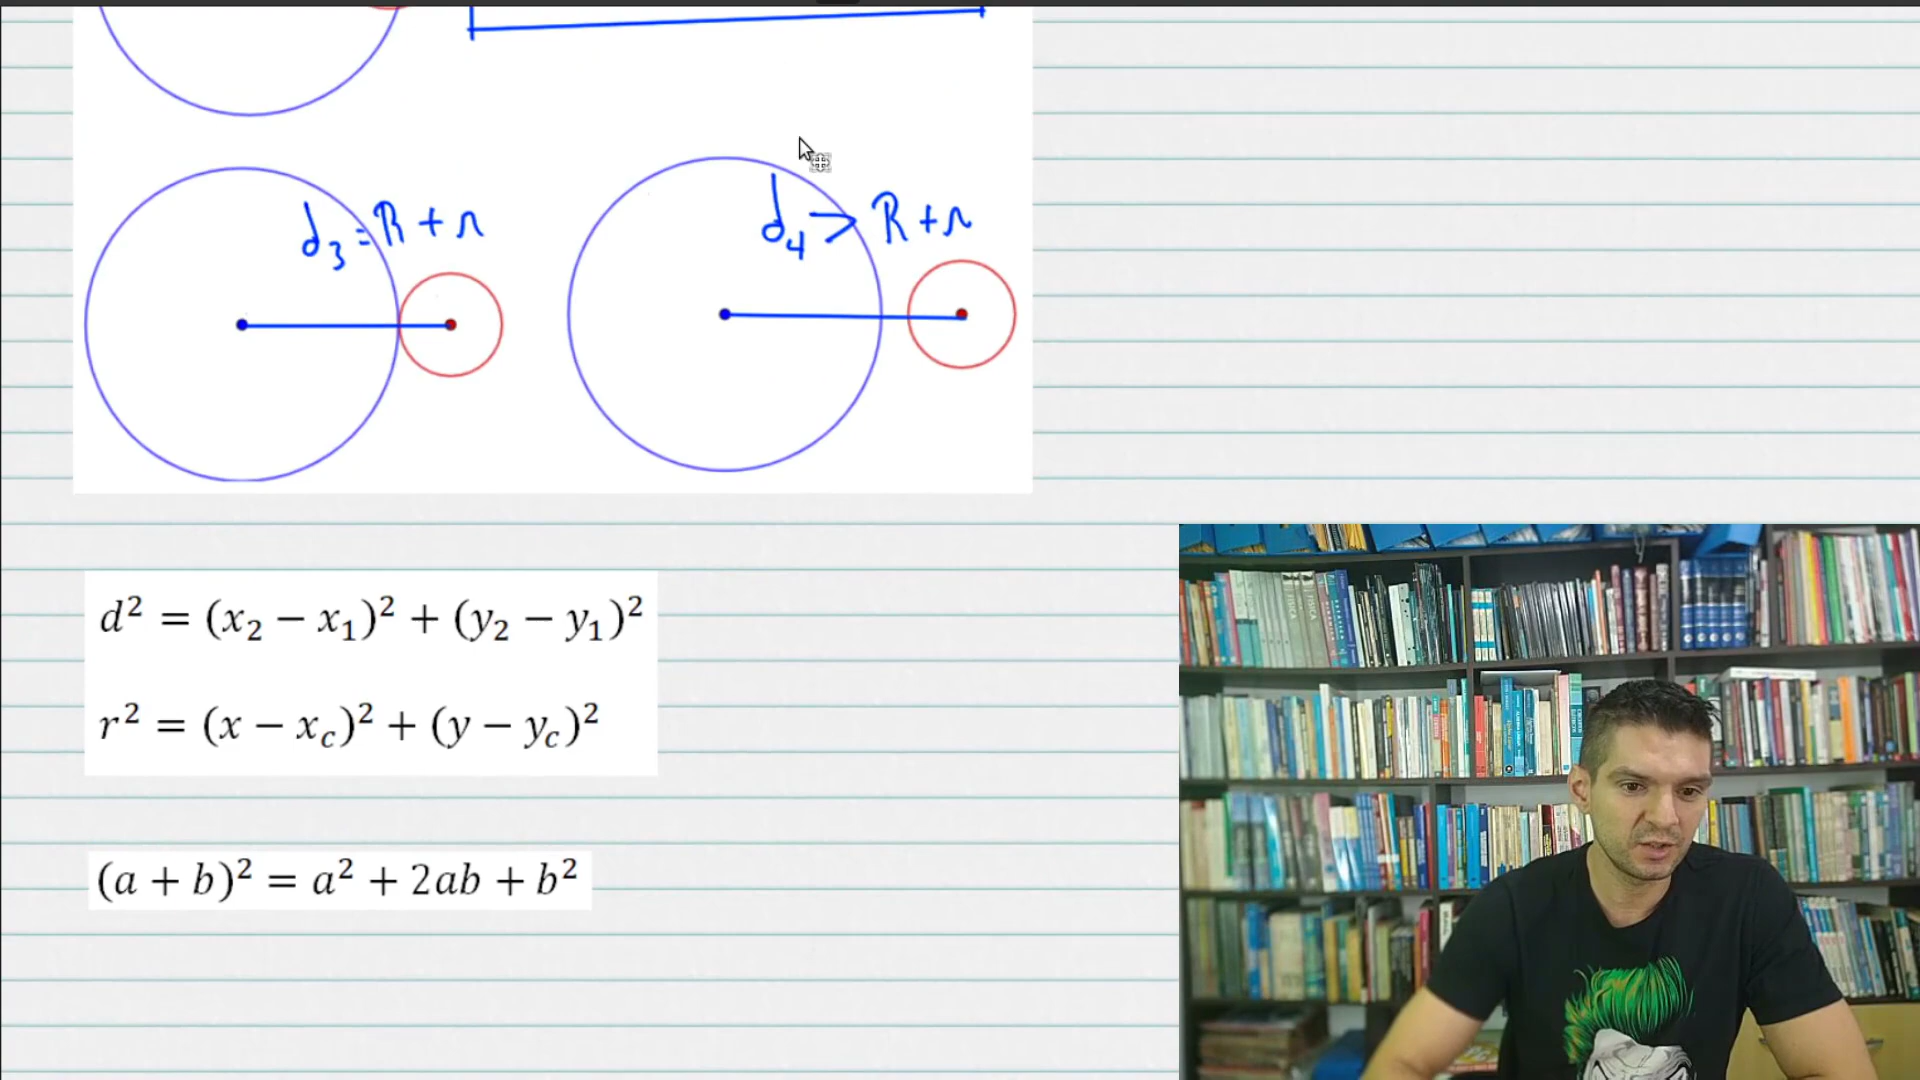 d₃ = R + r
d₄ > R + r
d² = (x₂ − x₁)² + (y₂ − y₁)²
r² = (x − x_c)² + (y − y_c)²
(a + b)² = a² + 2ab + b²